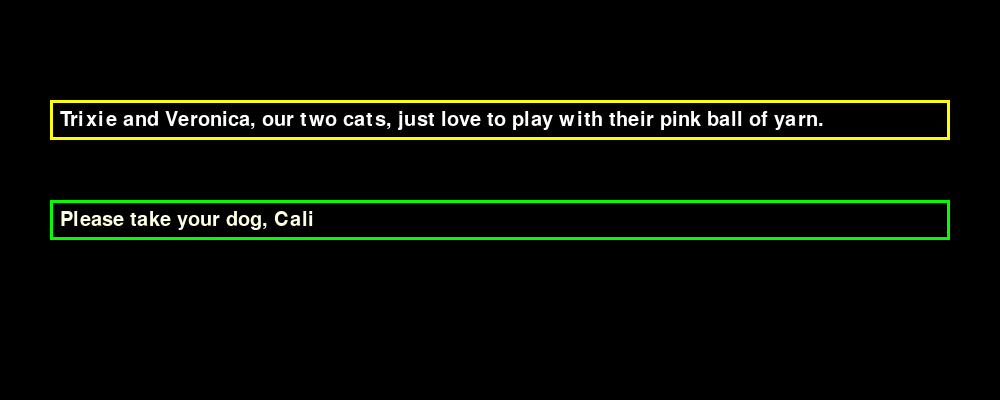 Trixie and Veronica, our two cats, just love to play with their pink ball of yarn.
Please take your dog, Cali